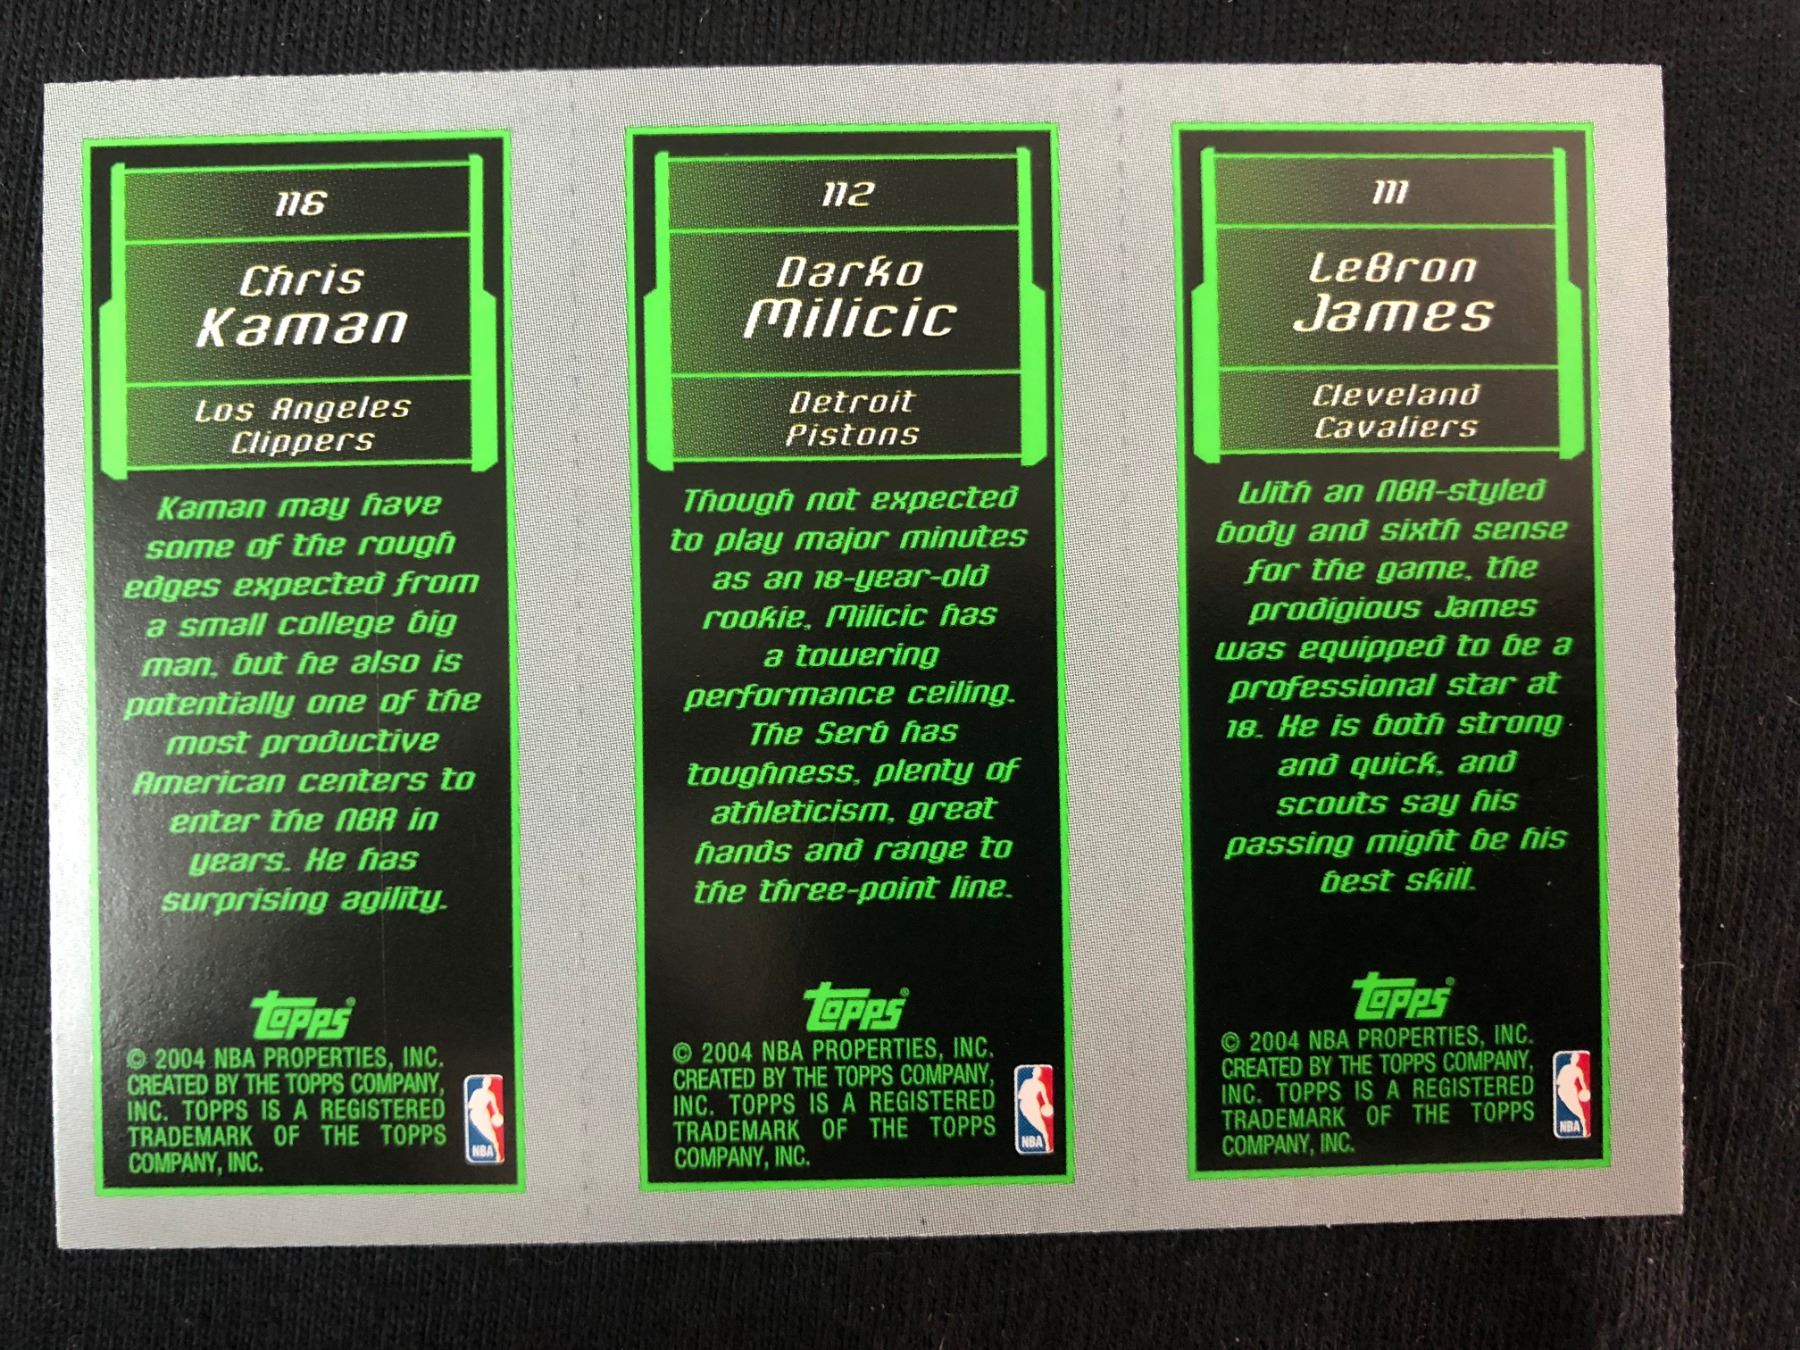 116
Chris
Kaman
Los Angeles
Clippers
Kaman may have
some of the rough
edges expected from
a small college big
man, but he also is
potentially one of the
most productive
American centers to
enter the NBA in
years. He has
surprising agility.
Topps®
© 2004 NBA PROPERTIES, INC.
CREATED BY THE TOPPS COMPANY,
INC. TOPPS IS A REGISTERED
TRADEMARK OF THE TOPPS
COMPANY, INC.
NBA
112
Darko
Milicic
Detroit
Pistons
Though not expected
to play major minutes
as an 18-year-old
rookie, Milicic has
a towering
performance ceiling.
The Serb has
toughness, plenty of
athleticism, great
hands and range to
the three-point line.
Topps®
© 2004 NBA PROPERTIES, INC.
CREATED BY THE TOPPS COMPANY,
INC. TOPPS IS A REGISTERED
TRADEMARK OF THE TOPPS
COMPANY, INC.
NBA
111
LeBron
James
Cleveland
Cavaliers
With an NBA-styled
body and sixth sense
for the game, the
prodigious James
was equipped to be a
professional star at
18. He is both strong
and quick, and
scouts say his
passing might be his
best skill.
Topps®
© 2004 NBA PROPERTIES, INC.
CREATED BY THE TOPPS COMPANY,
INC. TOPPS IS A REGISTERED
TRADEMARK OF THE TOPPS
COMPANY, INC.
NBA